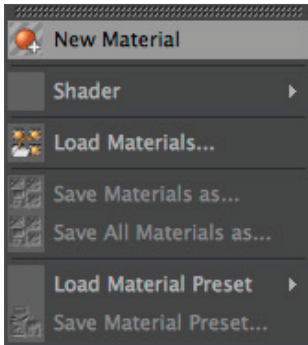 New Material
Shader
Load Materials...
Save Materials as...
Save All Materials as...
Load Material Preset
Save Material Preset...